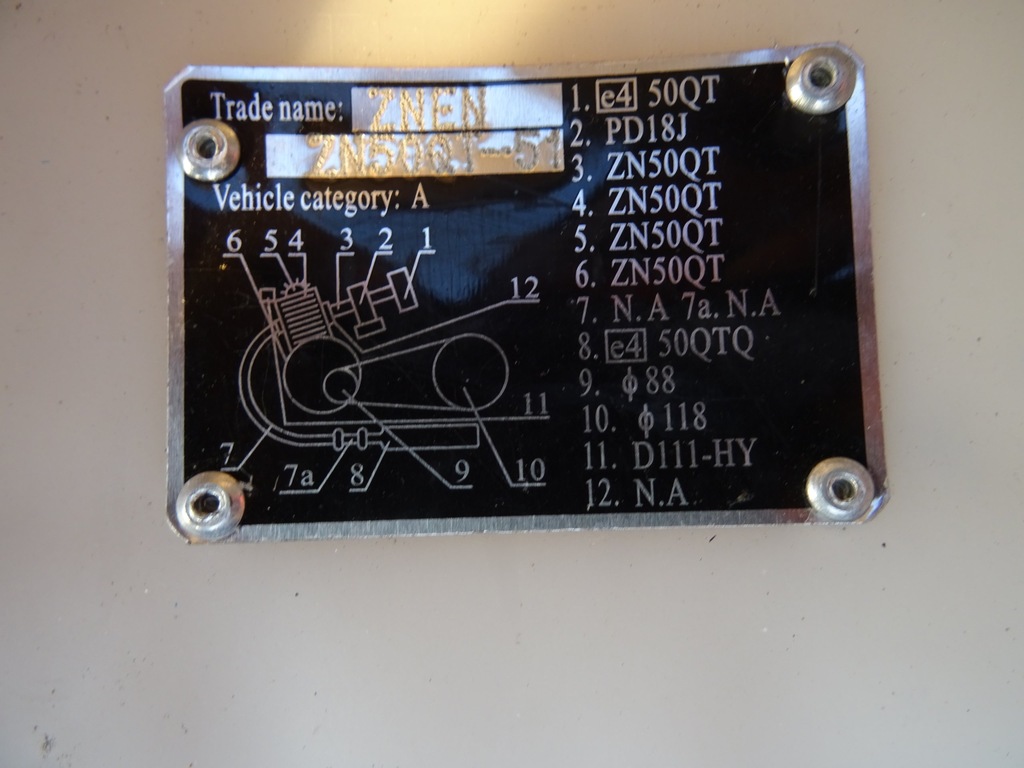 Trade name: ZNEN
Vehicle category: A
6 5 4 3 2 1
12
11
7 7a 8 9 10
1. e4 50QT
2. PD18J
3. ZN50QT
4. ZN50QT
5. ZN50QT
6. ZN50QT
7. N.A 7a. N.A
8. e4 50QTQ
9. ϕ88
10. ϕ118
11. D111-HY
12. N.A